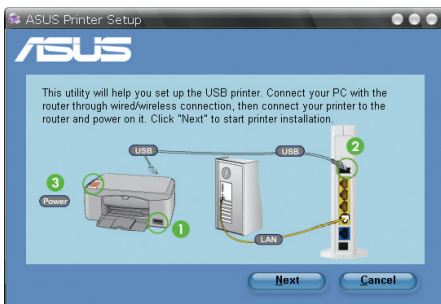 ASUS Printer Setup
ASUS
This utility will help you set up the USB printer. Connect your PC with the
router through wired/wireless connection, then connect your printer to the
router and power on it. Click "Next" to start printer installation.
USB
USB
2
3
Power
1
LAN
Next
Cancel